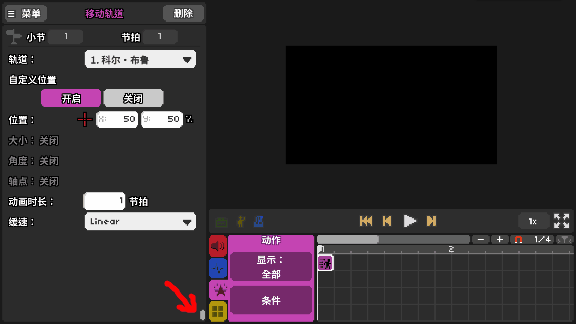 菜单 移动轨道 删除
小节 1 节拍 1
轨道： 1. 科尔·布鲁
自定义位置
开启 关闭
位置： X: 50 Y: 50 %
大小： 关闭
角度： 关闭
轴点： 关闭
动画时长： 1 节拍
缓速： Linear
1x
动作
显示：
全部
条件
1/4
2